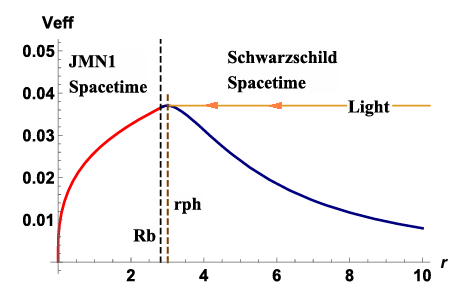 Veff
0.05
JMN1
Spacetime
Schwarzschild
Spacetime
0.04
Light
0.03
0.02
rph
0.01
Rb
r
2
4
6
8
10